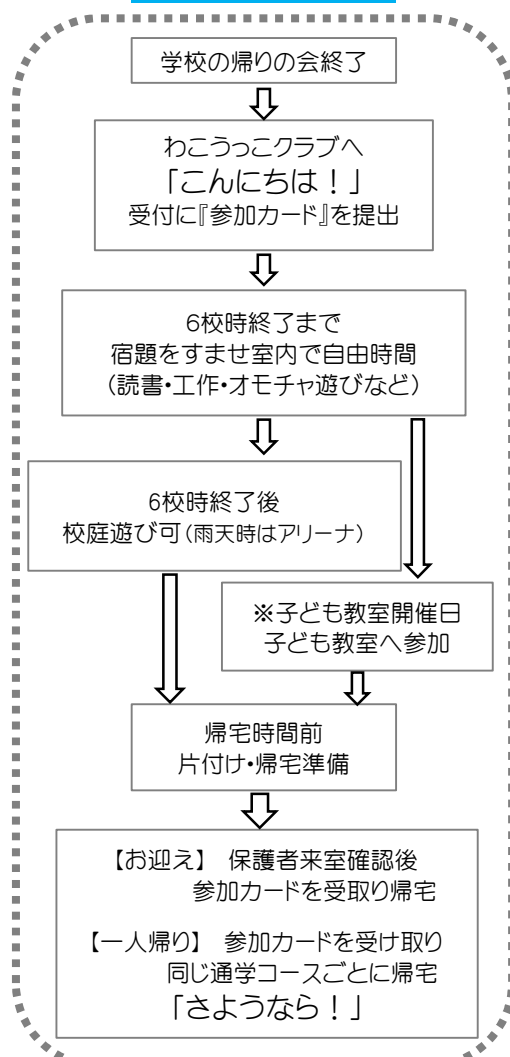 学校の帰りの会終了
わこうっこクラブへ
「こんにちは！」
受付に『参加カード』を提出
6校時終了まで
宿題をすませ室内で自由時間
（読書・工作・オモチャ遊びなど）
6校時終了後
校庭遊び可（雨天時はアリーナ）
※子ども教室開催日
子ども教室へ参加
帰宅時間前
片付け・帰宅準備
【お迎え】 保護者来室確認後
参加カードを受取り帰宅
【一人帰り】 参加カードを受け取り
同じ通学コースごとに帰宅
「さようなら！」